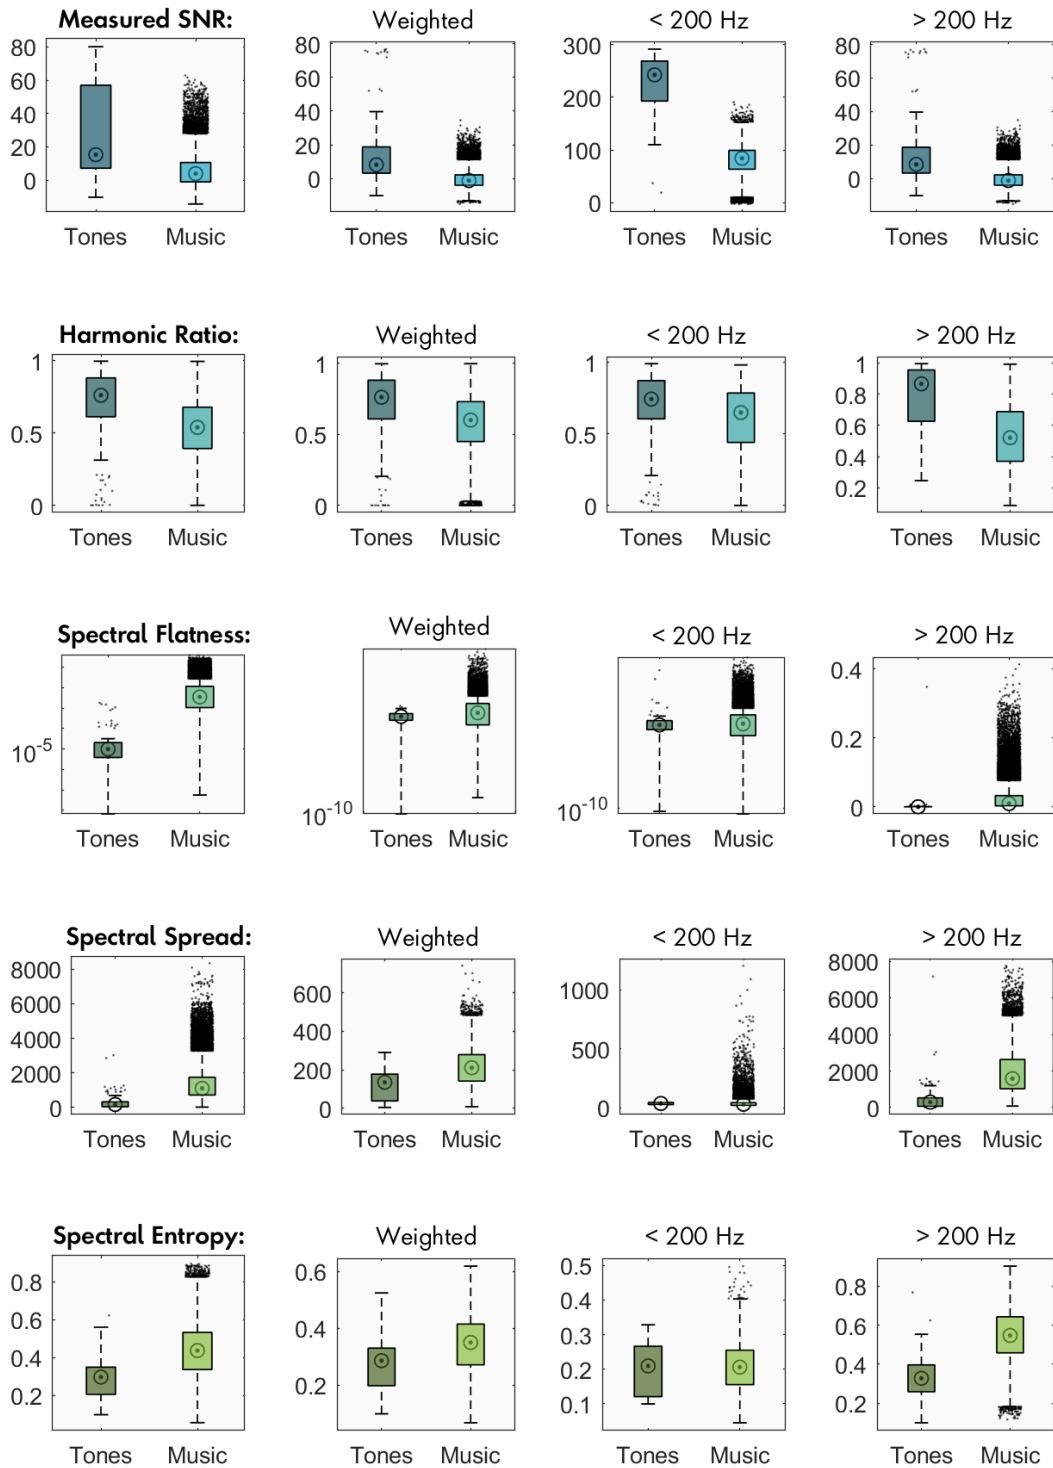 Measured SNR: Weighted < 200 Hz > 200 Hz
80 80 300 80
60 60 200 60
40 40 100 40
20 20 0 20
0 0 0
Tones Music Tones Music Tones Music Tones Music
Harmonic Ratio: Weighted < 200 Hz > 200 Hz
1 1 1 1
0.5 0.5 0.5 0.8
0 0 0 0.6
0.4
0.2
Tones Music Tones Music Tones Music Tones Music
Spectral Flatness: Weighted < 200 Hz > 200 Hz
10^-5 10^-10 10^-10 0.4
0.2
0
Tones Music Tones Music Tones Music Tones Music
Spectral Spread: Weighted < 200 Hz > 200 Hz
8000 600 1000 8000
6000 400 500 6000
4000 200 0 4000
2000 0 2000
0 0
Tones Music Tones Music Tones Music Tones Music
Spectral Entropy: Weighted < 200 Hz > 200 Hz
0.8 0.6 0.5 0.8
0.6 0.4 0.4 0.6
0.4 0.2 0.3 0.4
0.2 0.2 0.2
0.1
Tones Music Tones Music Tones Music Tones Music